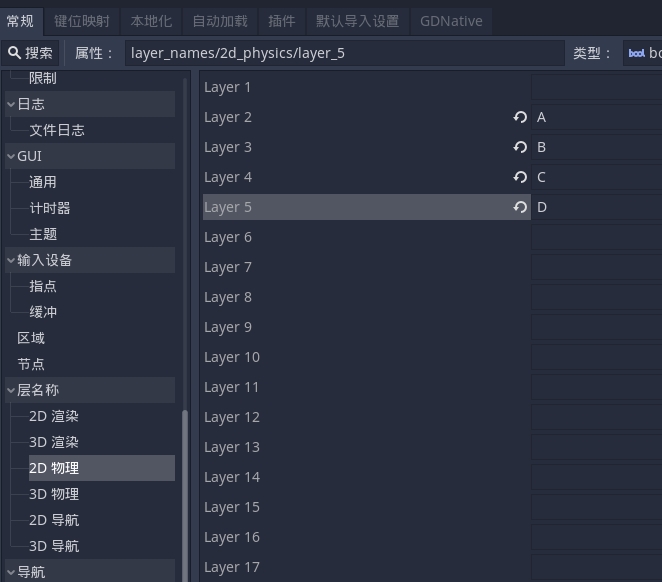 常规 键位映射 本地化 自动加载 插件 默认导入设置 GDNative
搜索 属性： layer_names/2d_physics/layer_5 类型： bool bo
限制
日志
文件日志
GUI
通用
计时器
主题
输入设备
指点
缓冲
区域
节点
层名称
2D 渲染
3D 渲染
2D 物理
3D 物理
2D 导航
3D 导航
导航
Layer 1
Layer 2 A
Layer 3 B
Layer 4 C
Layer 5 D
Layer 6
Layer 7
Layer 8
Layer 9
Layer 10
Layer 11
Layer 12
Layer 13
Layer 14
Layer 15
Layer 16
Layer 17